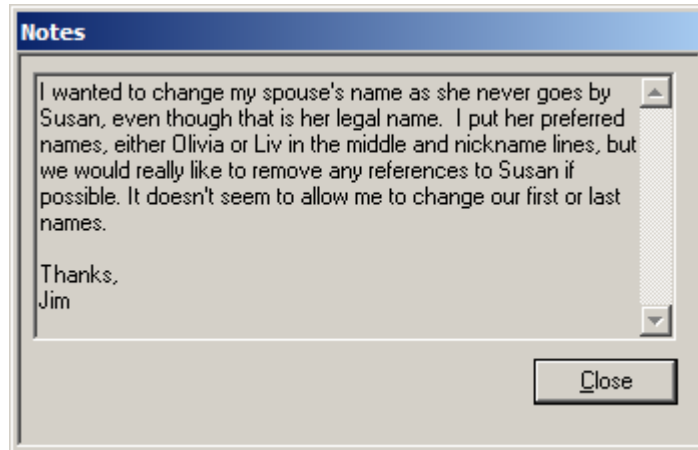 Notes
I wanted to change my spouse's name as she never goes by
Susan, even though that is her legal name.  I put her preferred
names, either Olivia or Liv in the middle and nickname lines, but
we would really like to remove any references to Susan if
possible. It doesn't seem to allow me to change our first or last
names.
Thanks,
Jim
Close